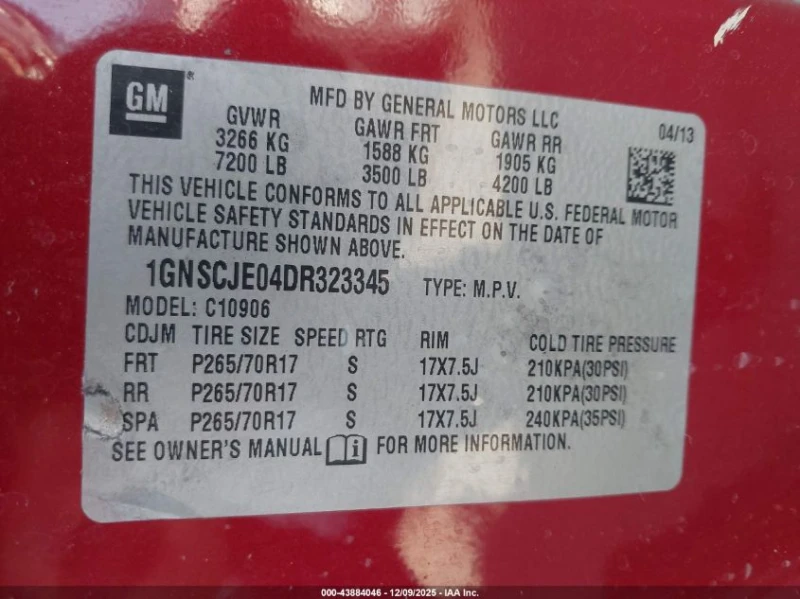 GM ®
MFD BY GENERAL MOTORS LLC
04/13
GVWR GAWR FRT GAWR RR
3266 KG 1588 KG 1905 KG
7200 LB 3500 LB 4200 LB
THIS VEHICLE CONFORMS TO ALL APPLICABLE U.S. FEDERAL MOTOR
VEHICLE SAFETY STANDARDS IN EFFECT ON THE DATE OF
MANUFACTURE SHOWN ABOVE.
1GNSCJE04DR323345 TYPE: M.P.V.
MODEL: C10906
CDJM TIRE SIZE SPEED RTG RIM COLD TIRE PRESSURE
FRT P265/70R17 S 17X7.5J 210KPA(30PSI)
RR P265/70R17 S 17X7.5J 210KPA(30PSI)
SPA P265/70R17 S 17X7.5J 240KPA(35PSI)
SEE OWNER'S MANUAL i FOR MORE INFORMATION.
000-43884046 - 12/09/2025 - IAA Inc.